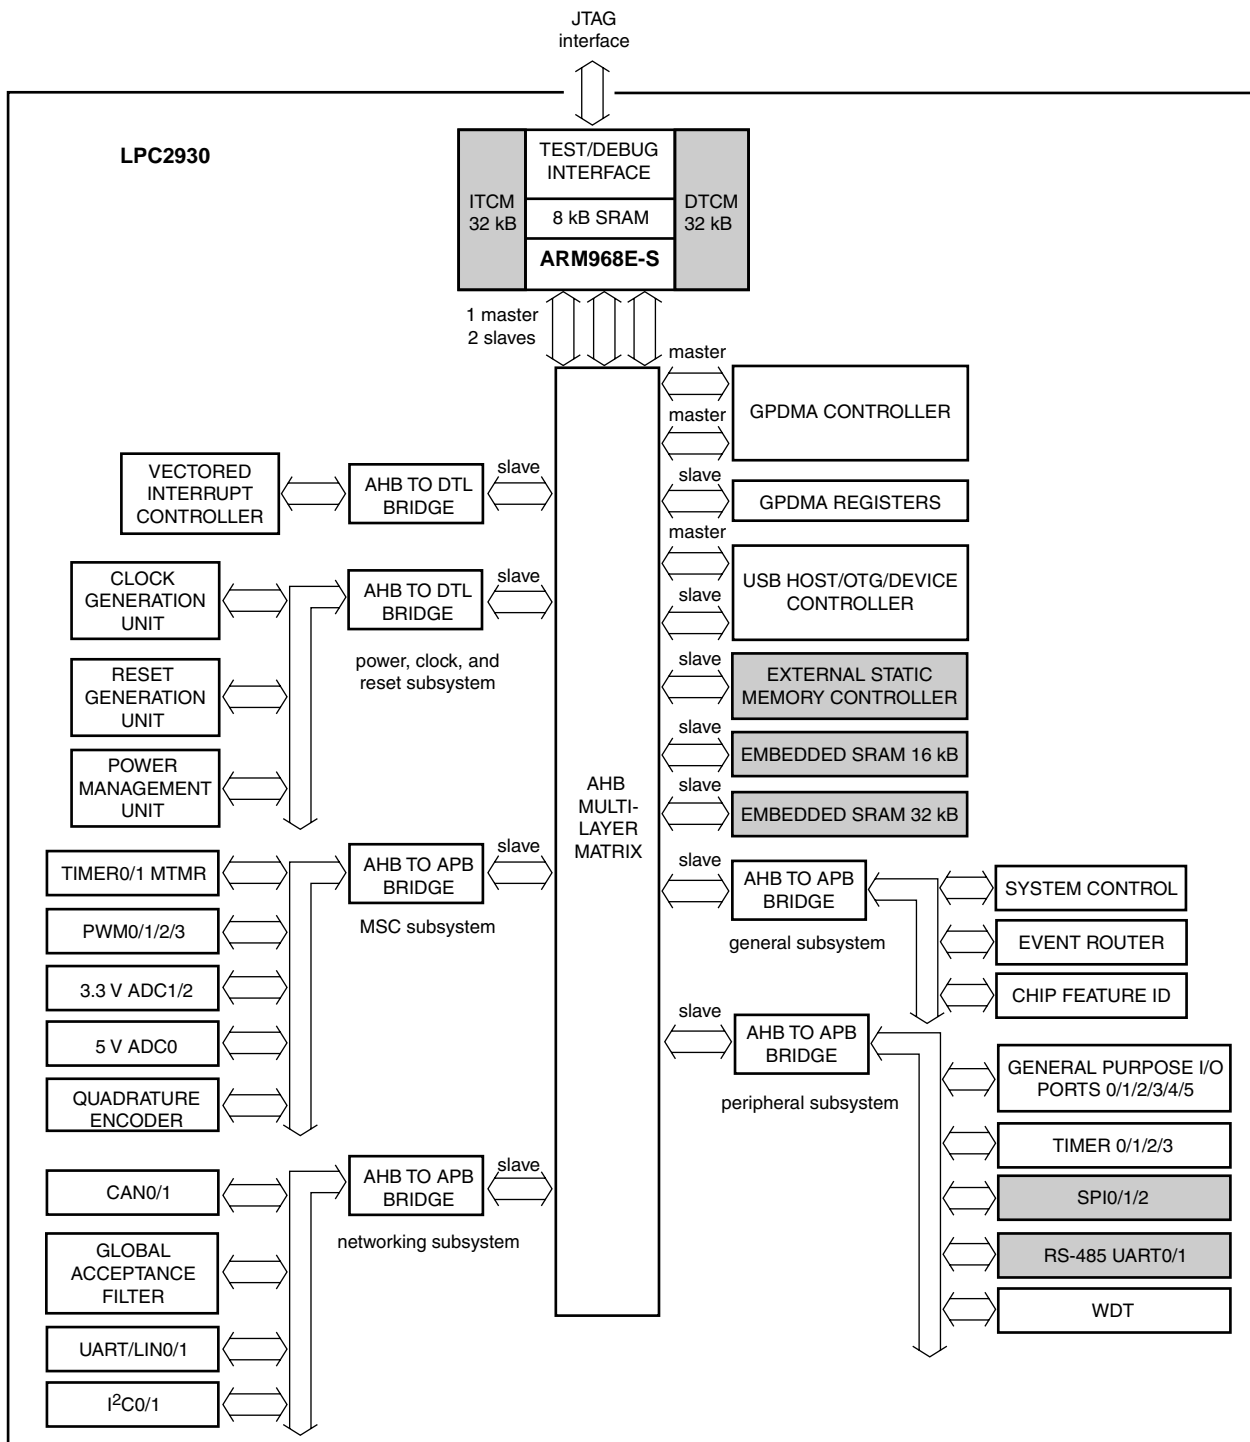 JTAG
interface
LPC2930
TEST/DEBUG
INTERFACE
ITCM
32 kB
DTCM
32 kB
8 kB SRAM
ARM968E-S
1 master
2 slaves
master
GPDMA CONTROLLER
master
slave
GPDMA REGISTERS
master
USB HOST/OTG/DEVICE
CONTROLLER
slave
slave
EXTERNAL STATIC
MEMORY CONTROLLER
slave
EMBEDDED SRAM 16 kB
slave
EMBEDDED SRAM 32 kB
AHB
MULTI-
LAYER
MATRIX
VECTORED
INTERRUPT
CONTROLLER
AHB TO DTL
BRIDGE
slave
CLOCK
GENERATION
UNIT
AHB TO DTL
BRIDGE
slave
power, clock, and
reset subsystem
RESET
GENERATION
UNIT
POWER
MANAGEMENT
UNIT
TIMER0/1 MTMR
AHB TO APB
BRIDGE
slave
MSC subsystem
PWM0/1/2/3
3.3 V ADC1/2
5 V ADC0
QUADRATURE
ENCODER
CAN0/1
AHB TO APB
BRIDGE
slave
networking subsystem
GLOBAL
ACCEPTANCE
FILTER
UART/LIN0/1
I²C0/1
slave
AHB TO APB
BRIDGE
general subsystem
SYSTEM CONTROL
EVENT ROUTER
CHIP FEATURE ID
slave
AHB TO APB
BRIDGE
peripheral subsystem
GENERAL PURPOSE I/O
PORTS 0/1/2/3/4/5
TIMER 0/1/2/3
SPI0/1/2
RS-485 UART0/1
WDT